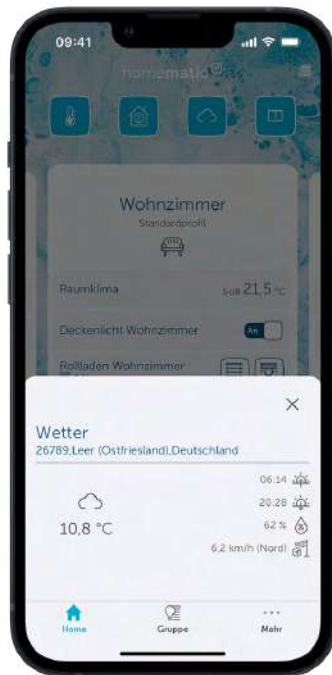 09:41
homematic IP
Wohnzimmer
Standardprofil
Raumklima Soll 21,5 °C
Deckenlicht Wohnzimmer An
Rollladen Wohnzimmer
Wetter
26789,Leer (Ostfriesland),Deutschland
06:14
20:28
10,8 °C
62 %
6,2 km/h (Nord)
Home Gruppe Mehr